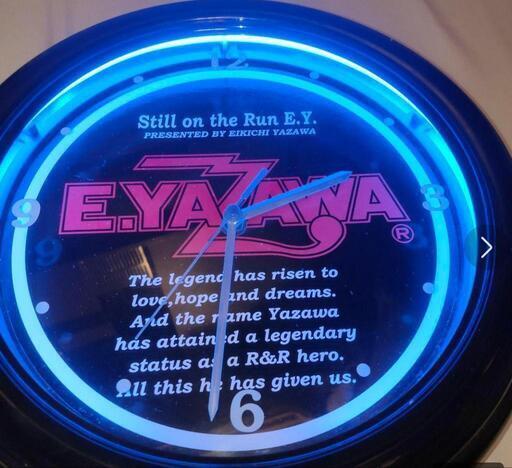 12
Still on the Run E.Y.
PRESENTED BY EIKICHI YAZAWA
E.YAZAWA®
3
9
The legend has risen to
love,hope and dreams.
And the name Yazawa
has attained a legendary
status as a R&R hero.
All this he has given us.
6